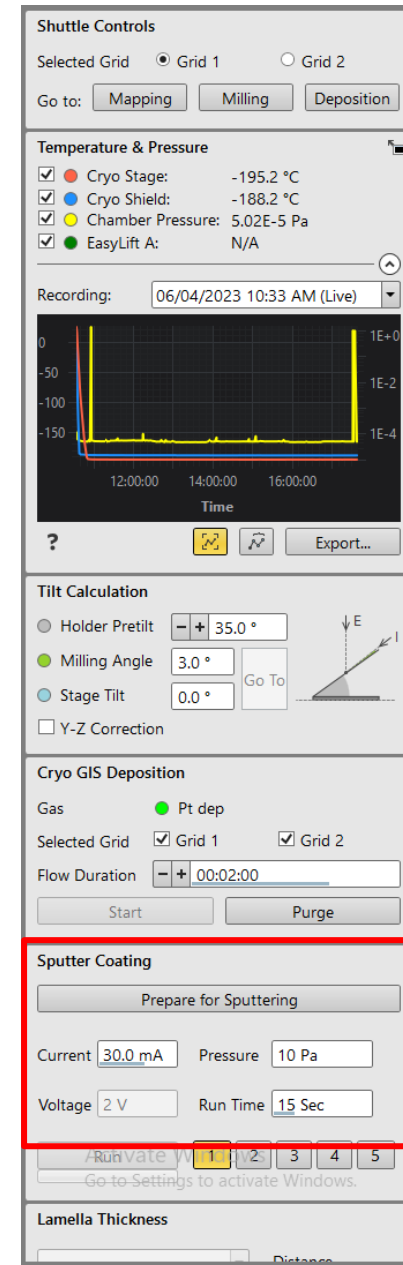 Shuttle Controls
Selected Grid Grid 1 Grid 2
Go to: Mapping Milling Deposition
Temperature & Pressure
Cryo Stage: -195.2 °C
Cryo Shield: -188.2 °C
Chamber Pressure: 5.02E-5 Pa
EasyLift A: N/A
Recording: 06/04/2023 10:33 AM (Live)
0 1E+0
-50
1E-2
-100
-150 1E-4
12:00:00 14:00:00 16:00:00
Time
? Export...
Tilt Calculation
Holder Pretilt - + 35.0 ° E
I
Milling Angle 3.0 °
Go To
Stage Tilt 0.0 °
Y-Z Correction
Cryo GIS Deposition
Gas Pt dep
Selected Grid Grid 1 Grid 2
Flow Duration - + 00:02:00
Start Purge
Sputter Coating
Prepare for Sputtering
Current 30.0 mA Pressure 10 Pa
Voltage 2 V Run Time 15 Sec
Run 1 2 3 4 5
Activate Windows
Go to Settings to activate Windows.
Lamella Thickness
Distance